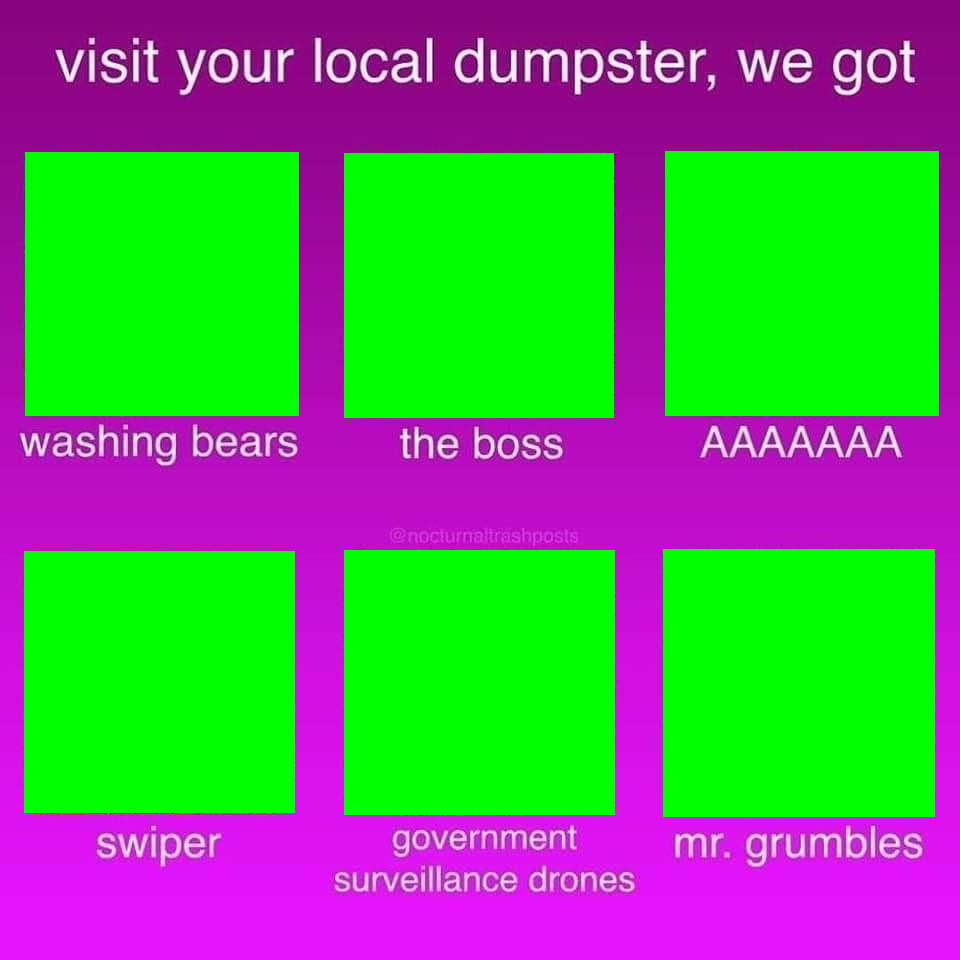 visit your local dumpster, we got
washing bears
the boss
AAAAAAA
@nocturnaltrashposts
swiper
government
surveillance drones
mr. grumbles